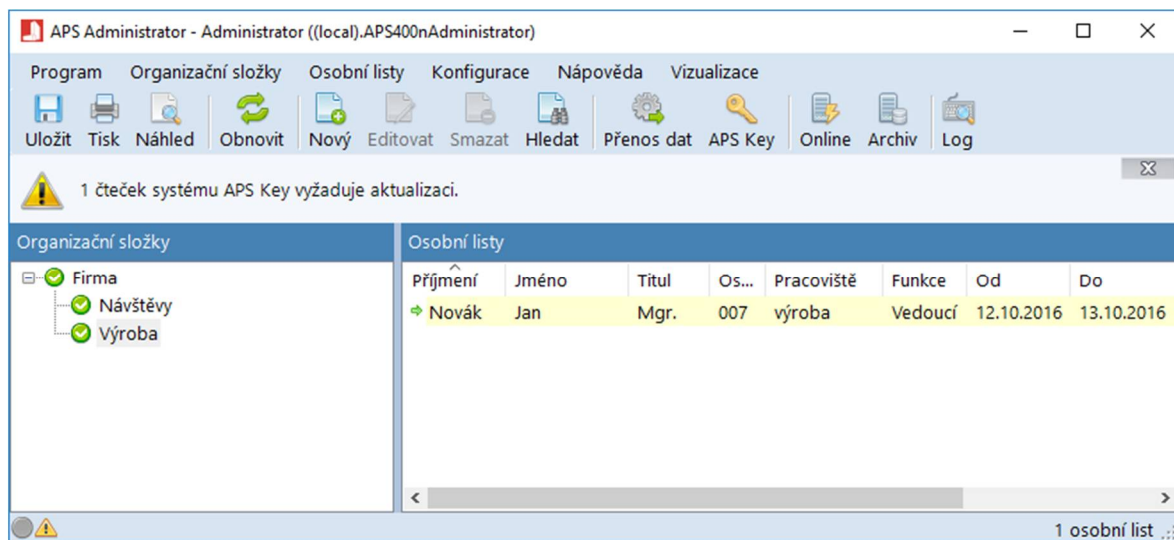 APS Administrator - Administrator ((local).APS400nAdministrator)
Program Organizační složky Osobní listy Konfigurace Nápověda Vizualizace
Uložit Tisk Náhled Obnovit Nový Editovat Smazat Hledat Přenos dat APS Key Online Archiv Log
1 čteček systému APS Key vyžaduje aktualizaci.
Organizační složky Osobní listy
Příjmení Jméno Titul Os... Pracoviště Funkce Od Do
Firma
Novák Jan Mgr. 007 výroba Vedoucí 12.10.2016 13.10.2016
Návštěvy
Výroba
1 osobní list